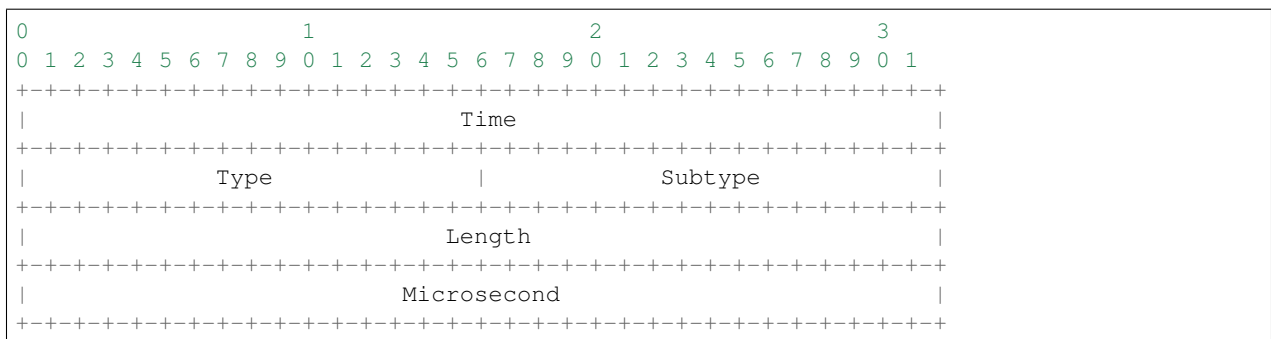 0                   1                   2                   3
0 1 2 3 4 5 6 7 8 9 0 1 2 3 4 5 6 7 8 9 0 1 2 3 4 5 6 7 8 9 0 1
+-+-+-+-+-+-+-+-+-+-+-+-+-+-+-+-+-+-+-+-+-+-+-+-+-+-+-+-+-+-+-+-+
|                              Time                             |
+-+-+-+-+-+-+-+-+-+-+-+-+-+-+-+-+-+-+-+-+-+-+-+-+-+-+-+-+-+-+-+-+
|             Type              |            Subtype            |
+-+-+-+-+-+-+-+-+-+-+-+-+-+-+-+-+-+-+-+-+-+-+-+-+-+-+-+-+-+-+-+-+
|                             Length                            |
+-+-+-+-+-+-+-+-+-+-+-+-+-+-+-+-+-+-+-+-+-+-+-+-+-+-+-+-+-+-+-+-+
|                          Microsecond                          |
+-+-+-+-+-+-+-+-+-+-+-+-+-+-+-+-+-+-+-+-+-+-+-+-+-+-+-+-+-+-+-+-+